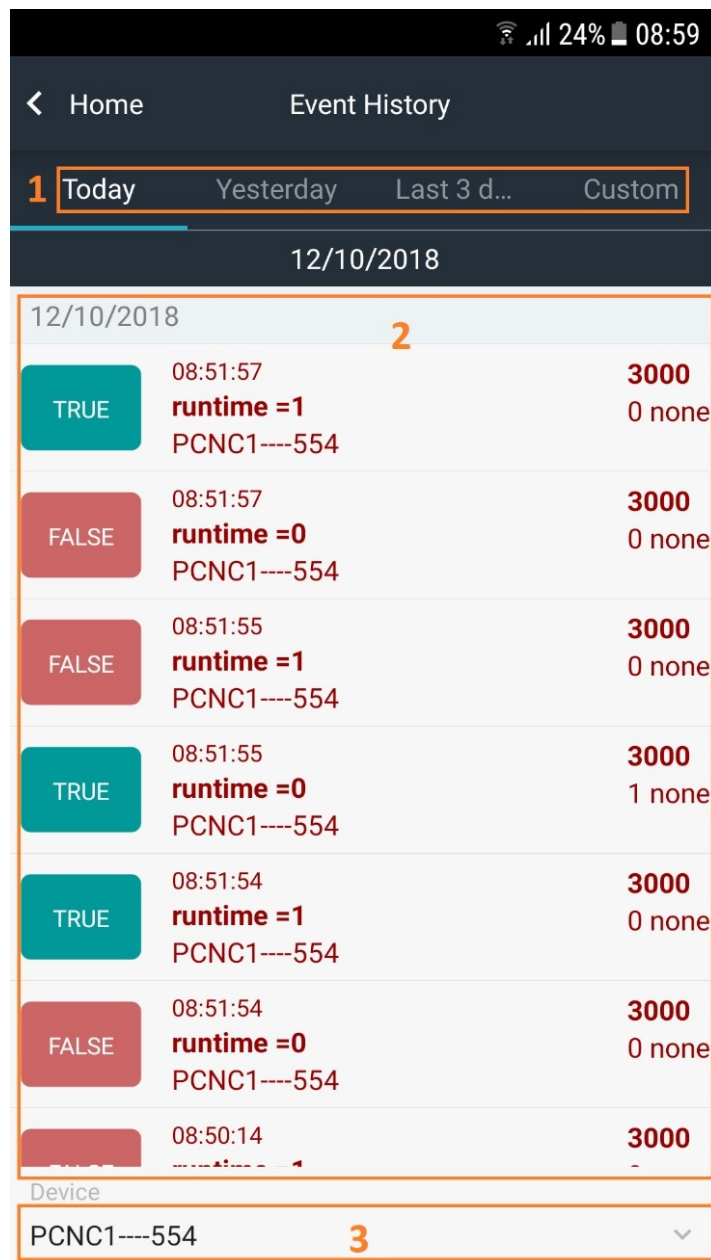 24% 08:59
Home Event History
1 Today Yesterday Last 3 d... Custom
12/10/2018
12/10/2018
2
08:51:57 3000
TRUE runtime =1 0 none
PCNC1----554
08:51:57 3000
FALSE runtime =0 0 none
PCNC1----554
08:51:55 3000
FALSE runtime =1 0 none
PCNC1----554
08:51:55 3000
TRUE runtime =0 1 none
PCNC1----554
08:51:54 3000
TRUE runtime =1 0 none
PCNC1----554
08:51:54 3000
FALSE runtime =0 0 none
PCNC1----554
08:50:14 3000
Device
PCNC1----554 3